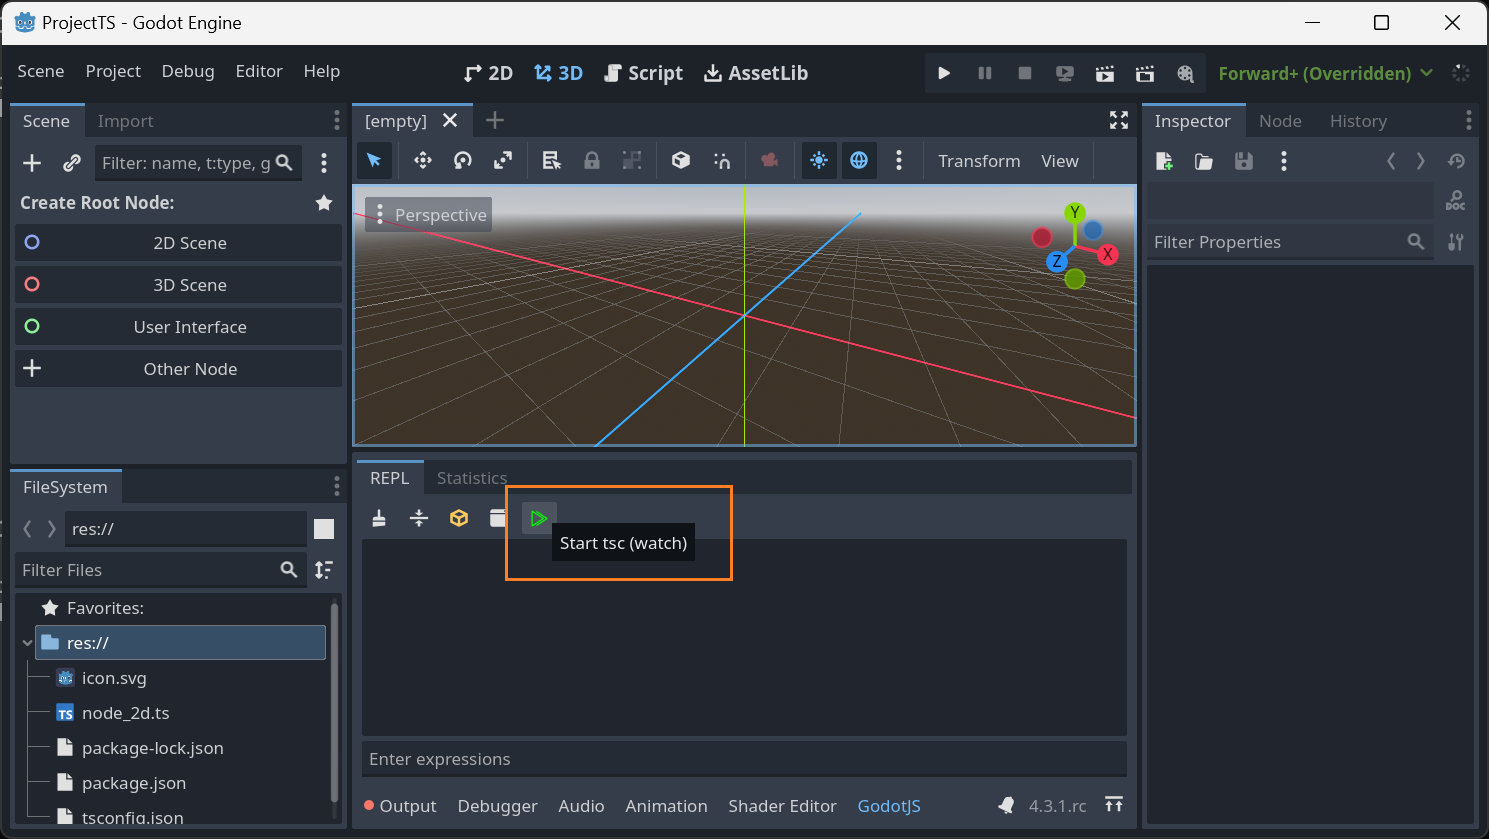 ProjectTS - Godot Engine
Scene Project Debug Editor Help
2D 3D Script AssetLib
Forward+ (Overridden)
Scene Import
Filter: name, t:type, g
Create Root Node:
2D Scene
3D Scene
User Interface
Other Node
[empty]
Transform View
Perspective
Y
X
Z
Inspector Node History
DOC
Filter Properties
FileSystem
res://
Filter Files
Favorites:
res://
icon.svg
TS node_2d.ts
package-lock.json
package.json
tsconfig.json
REPL Statistics
Start tsc (watch)
Enter expressions
Output Debugger Audio Animation Shader Editor GodotJS 4.3.1.rc